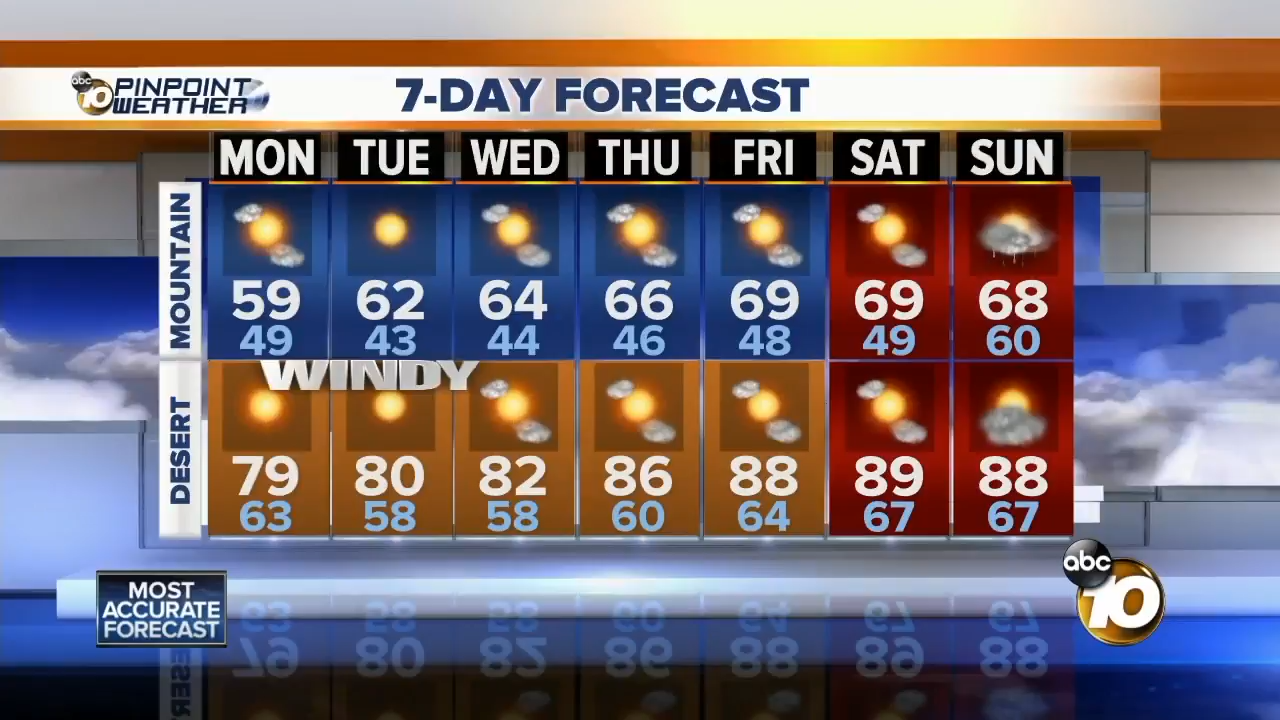 abc 10 PINPOINT WEATHER
7-DAY FORECAST
MON TUE WED THU FRI SAT SUN
MOUNTAIN
59 62 64 66 69 69 68
49 43 44 46 48 49 60
WINDY
DESERT
79 80 82 86 88 89 88
63 58 58 60 64 67 67
MOST
ACCURATE
FORECAST
abc
10